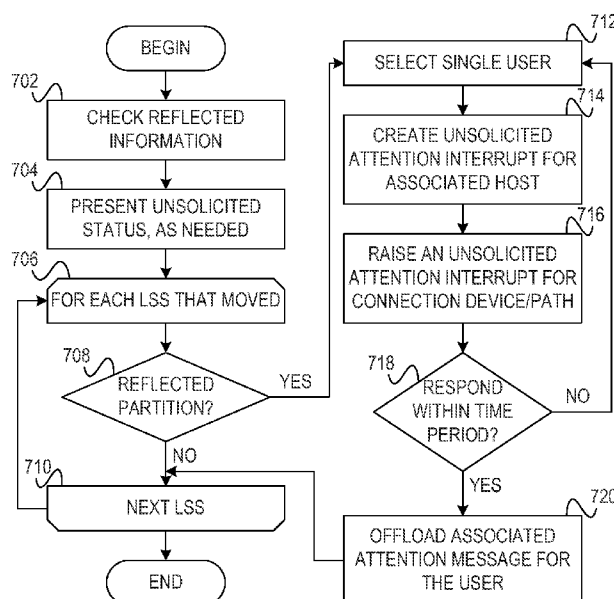 BEGIN
702
CHECK REFLECTED
INFORMATION
704
PRESENT UNSOLICITED
STATUS, AS NEEDED
706
FOR EACH LSS THAT MOVED
708
REFLECTED
PARTITION?
YES
NO
710
NEXT LSS
END
712
SELECT SINGLE USER
714
CREATE UNSOLICITED
ATTENTION INTERRUPT FOR
ASSOCIATED HOST
716
RAISE AN UNSOLICITED
ATTENTION INTERRUPT FOR
CONNECTION DEVICE/PATH
718
RESPOND
WITHIN TIME
PERIOD?
NO
YES
720
OFFLOAD ASSOCIATED
ATTENTION MESSAGE FOR
THE USER